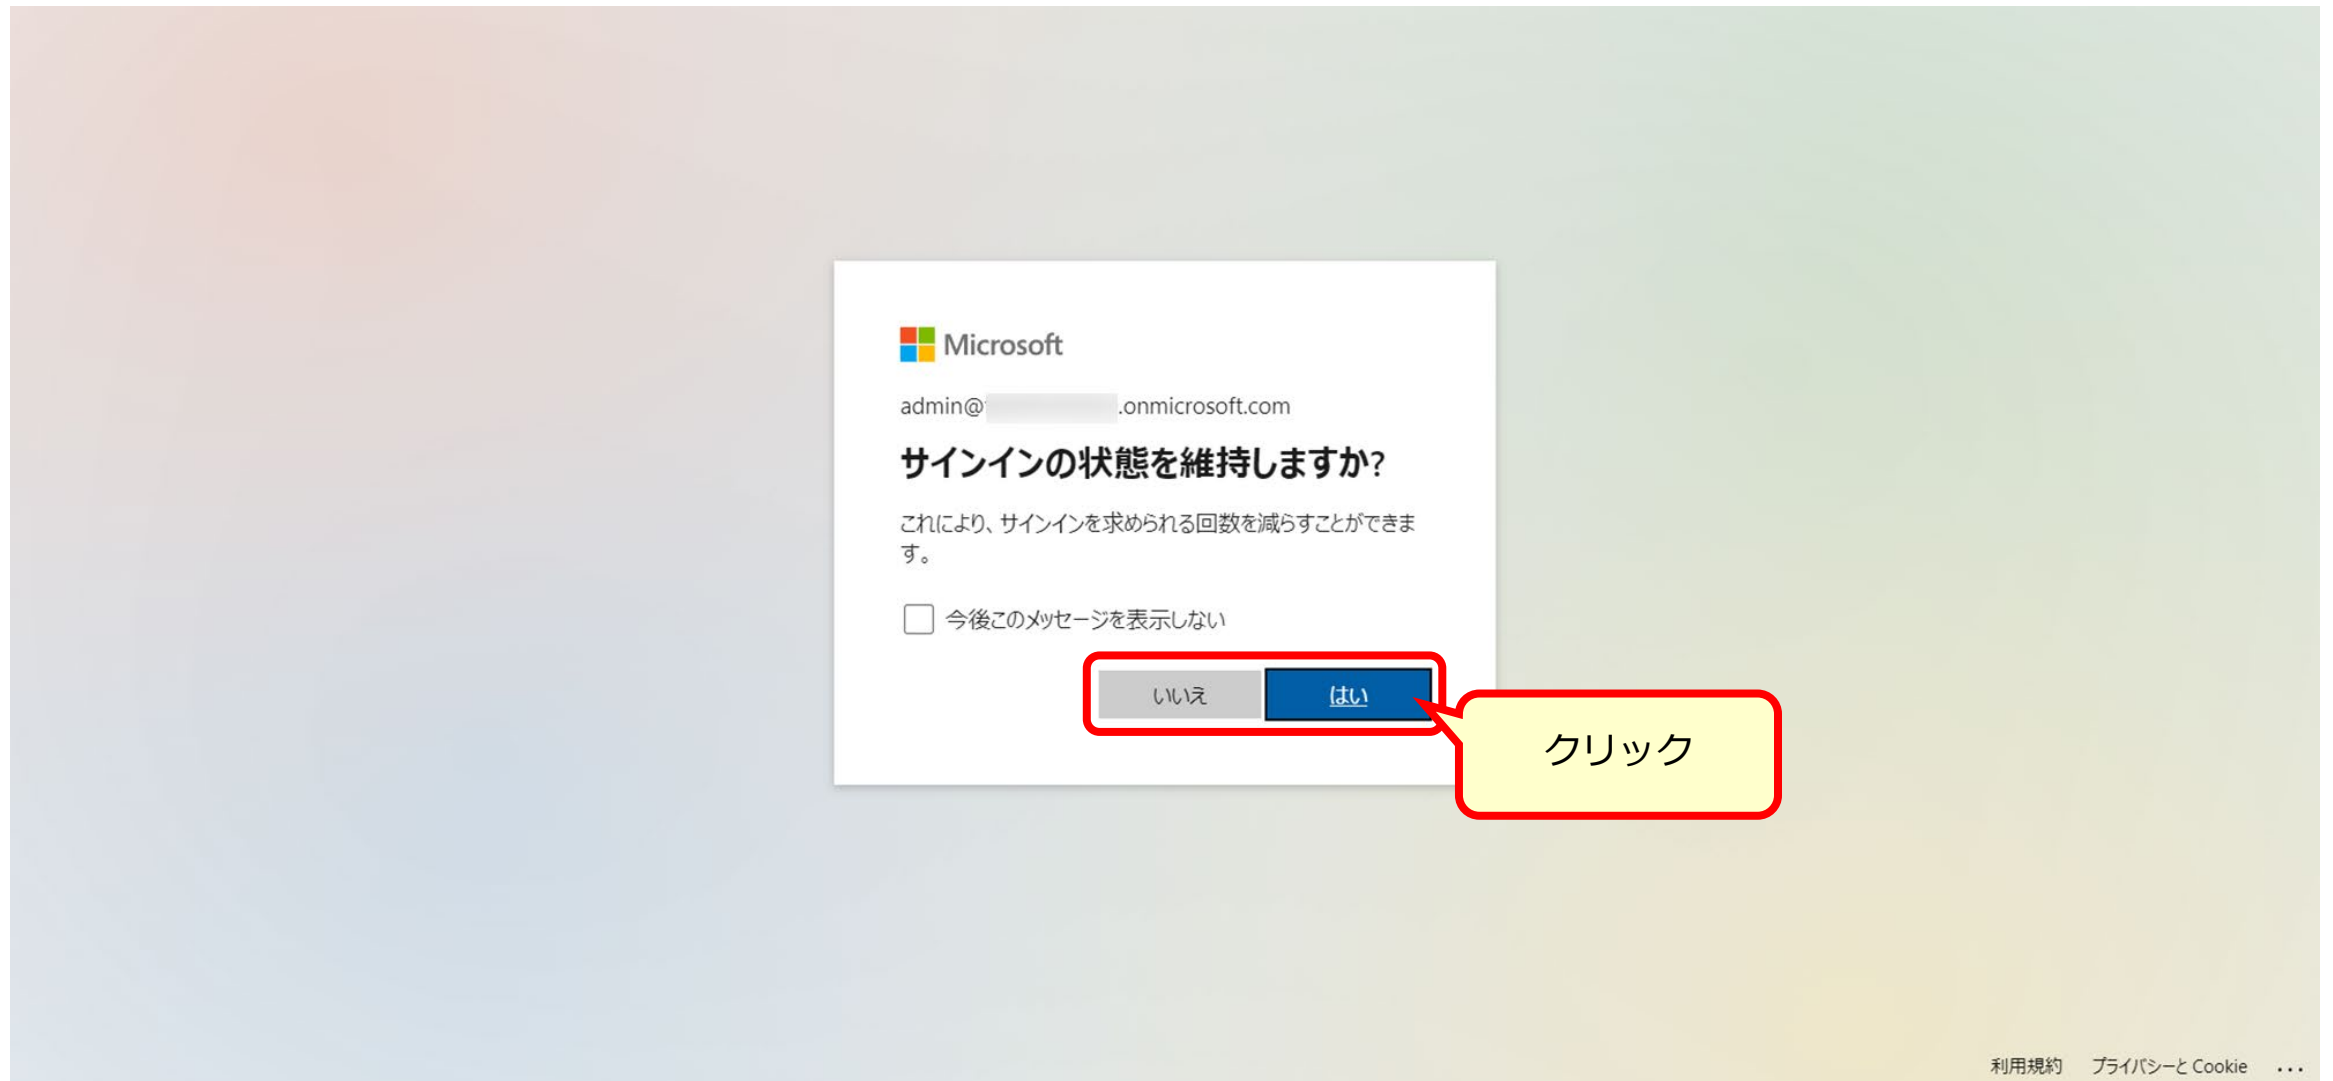 Microsoft
admin@ .onmicrosoft.com
サインインの状態を維持しますか?
これにより、サインインを求められる回数を減らすことができま
す。
今後このメッセージを表示しない
いいえ はい
クリック
利用規約 プライバシーと Cookie ...